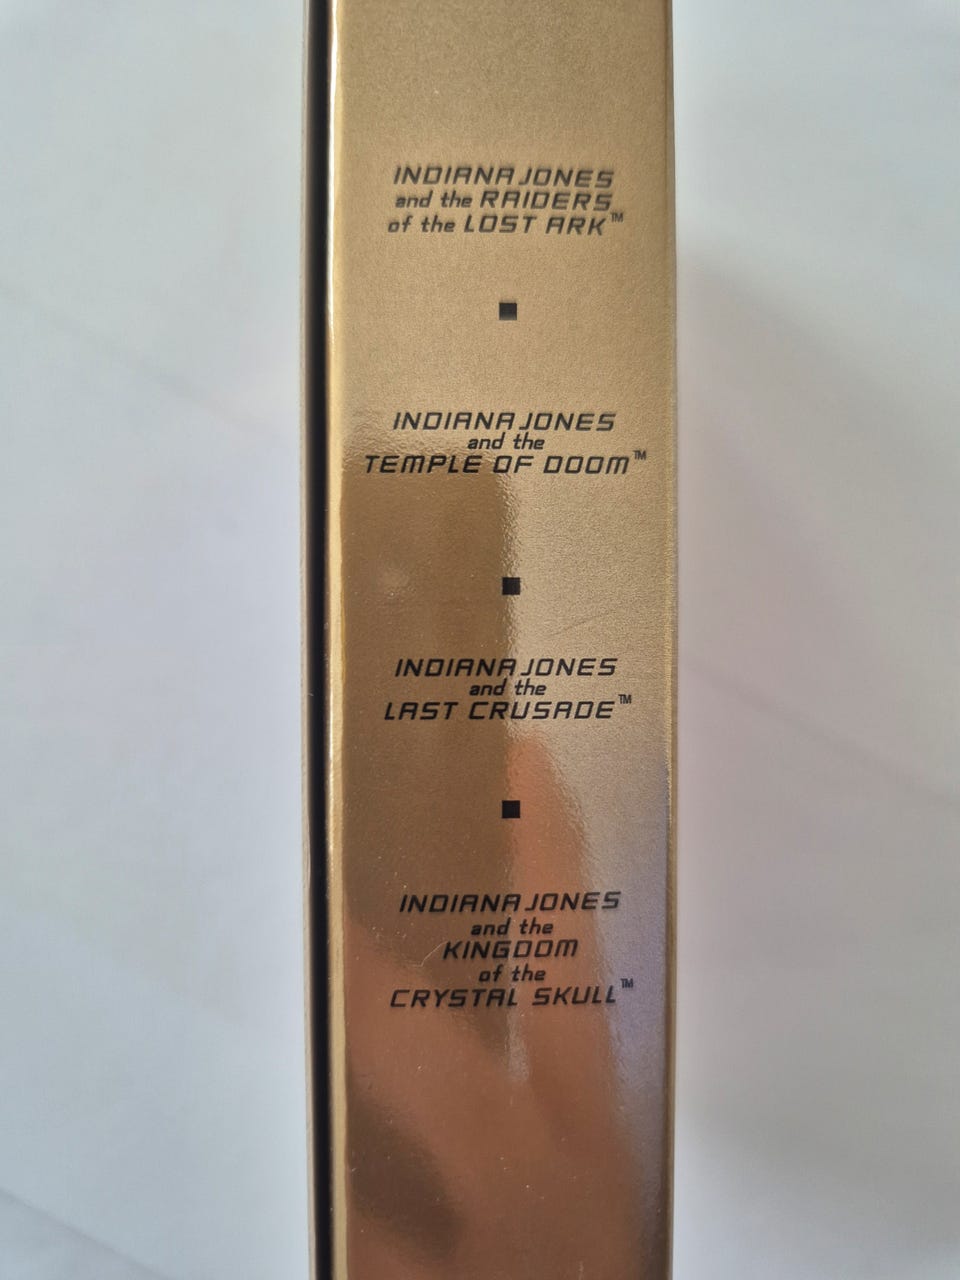 INDIANA JONES
and the RAIDERS
of the LOST ARK™
INDIANA JONES
and the
TEMPLE OF DOOM™
INDIANA JONES
and the
LAST CRUSADE™
INDIANA JONES
and the
KINGDOM
of the
CRYSTAL SKULL™